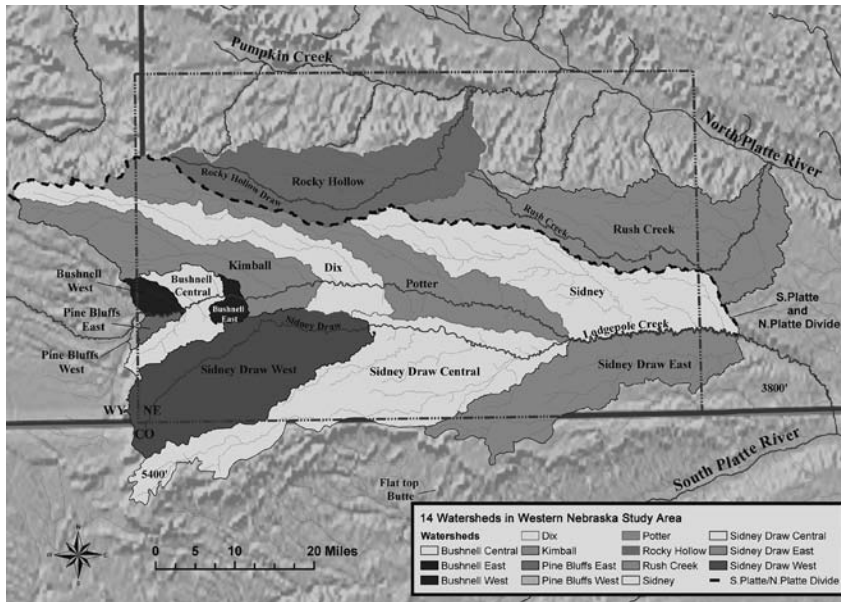 Pumpkin Creek
North Platte River
Rocky Hollow
Rocky Hollow Draw
Rush Creek
Rush Creek
Kimball
Bushnell
West
Bushnell
Central
Dix
Potter
Sidney
Pine Bluffs
East
Bushnell
East
S.Platte
and
N.Platte Divide
Lodgepole Creek
Sidney Draw
Pine Bluffs
West
Sidney Draw West
Sidney Draw Central
Sidney Draw East
3800'
WY
NE
CO
5400'
South Platte River
Flat top
Butte
N
0 5 10 20 Miles
14 Watersheds in Western Nebraska Study Area
Watersheds
Dix
Potter
Sidney Draw Central
Bushnell Central
Kimball
Rocky Hollow
Sidney Draw East
Bushnell East
Pine Bluffs East
Rush Creek
Sidney Draw West
Bushnell West
Pine Bluffs West
Sidney
S.Platte/N.Platte Divide